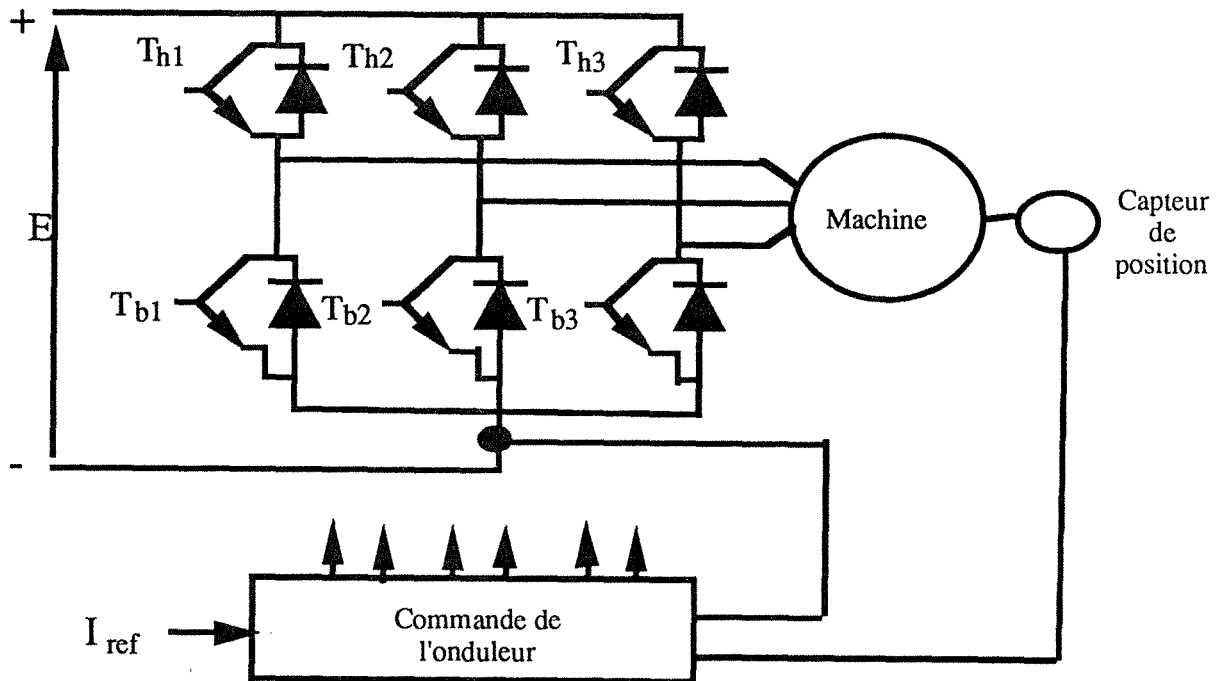 +
Th1
Th2
Th3
E
Machine
Capteur
de
position
Tb1
Tb2
Tb3
-
I ref
Commande de
l'onduleur